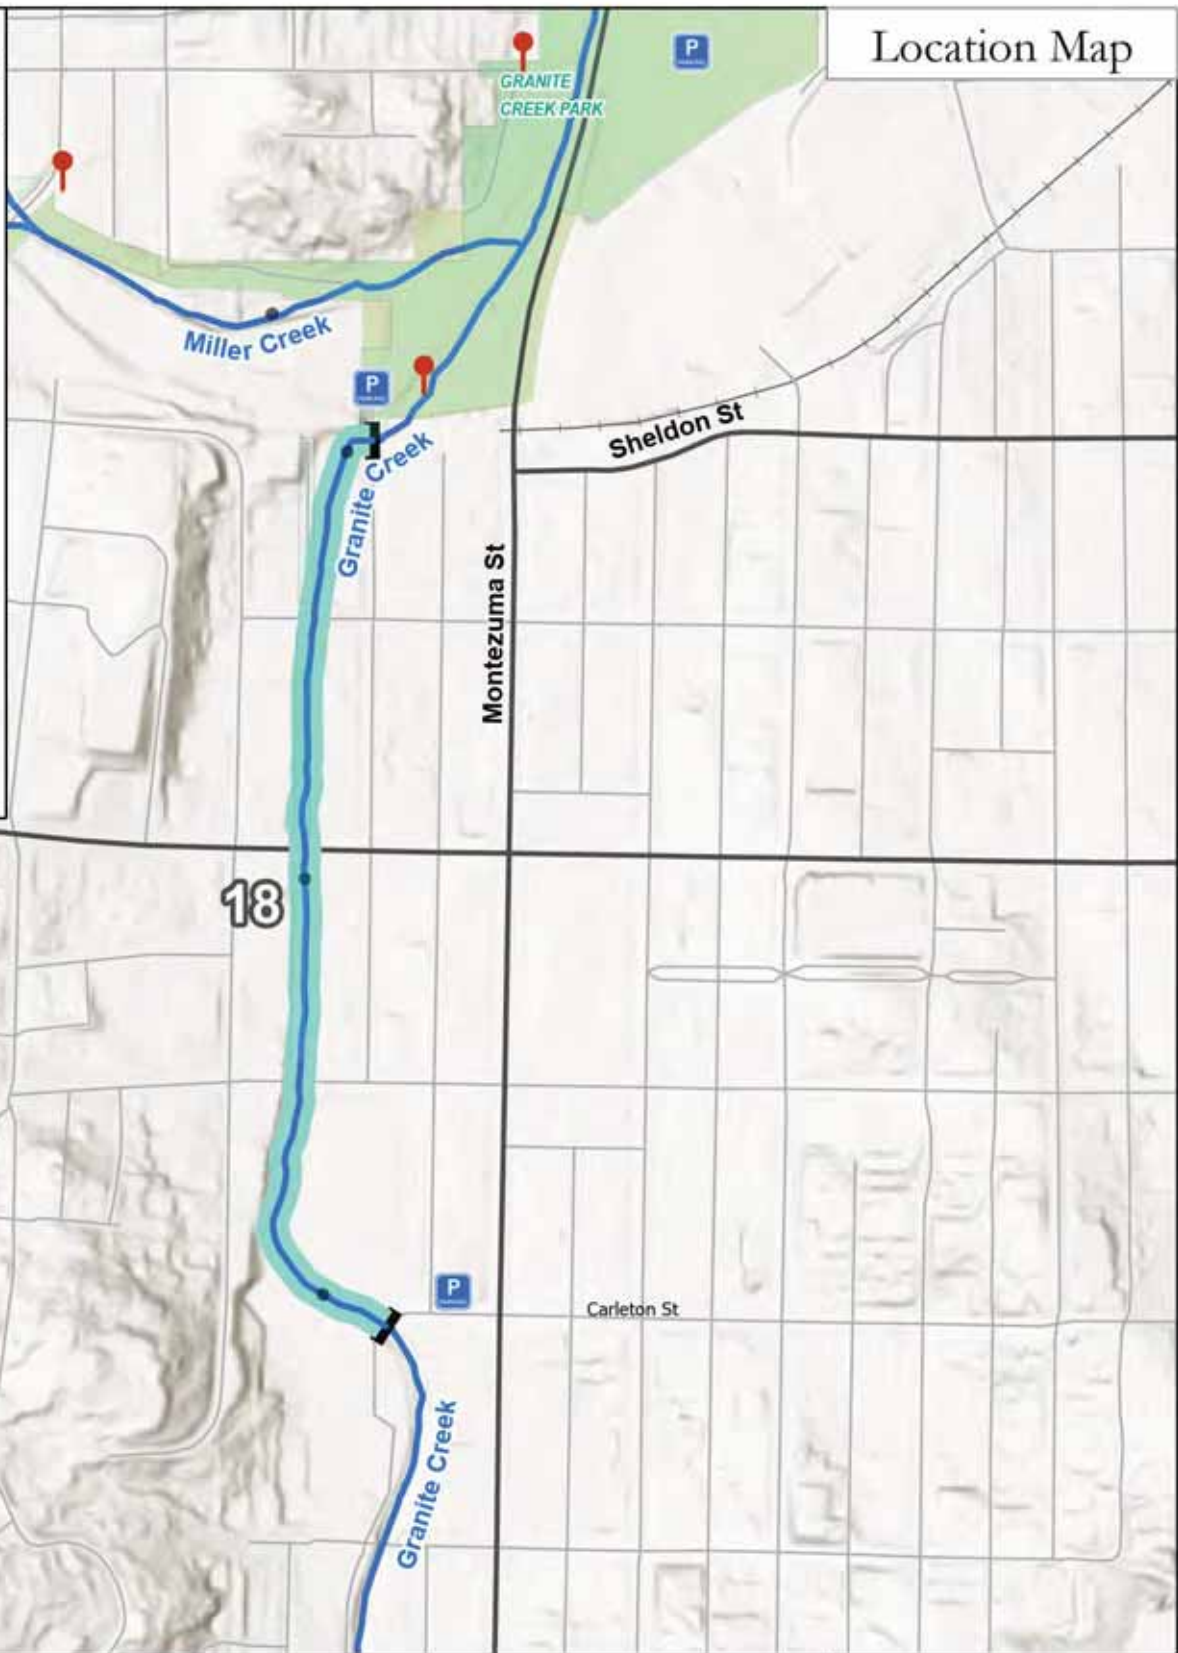 Location Map
P
GRANITE
CREEK PARK
Miller Creek
P
Sheldon St
Granite Creek
Montezuma St
18
P
Carleton St
Granite Creek